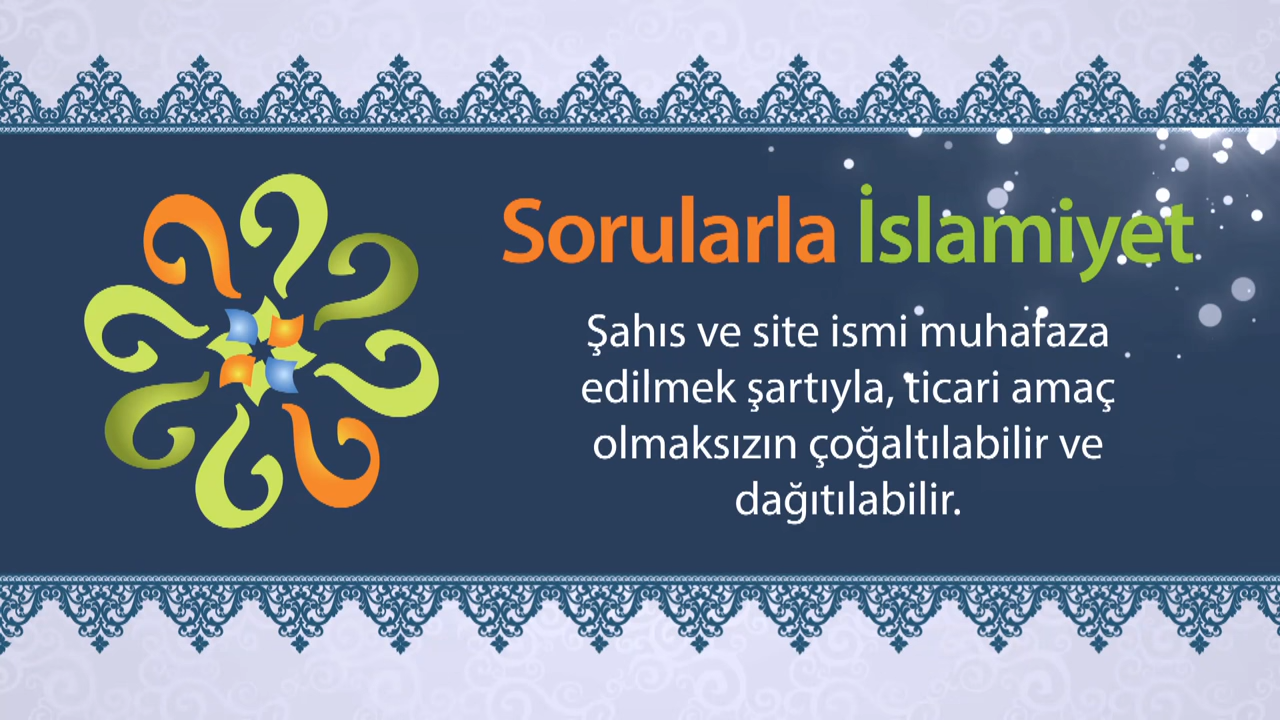 Sorularla İslamiyet
Şahıs ve site ismi muhafaza
edilmek şartıyla, ticari amaç
olmaksızın çoğaltılabilir ve
dağıtılabilir.